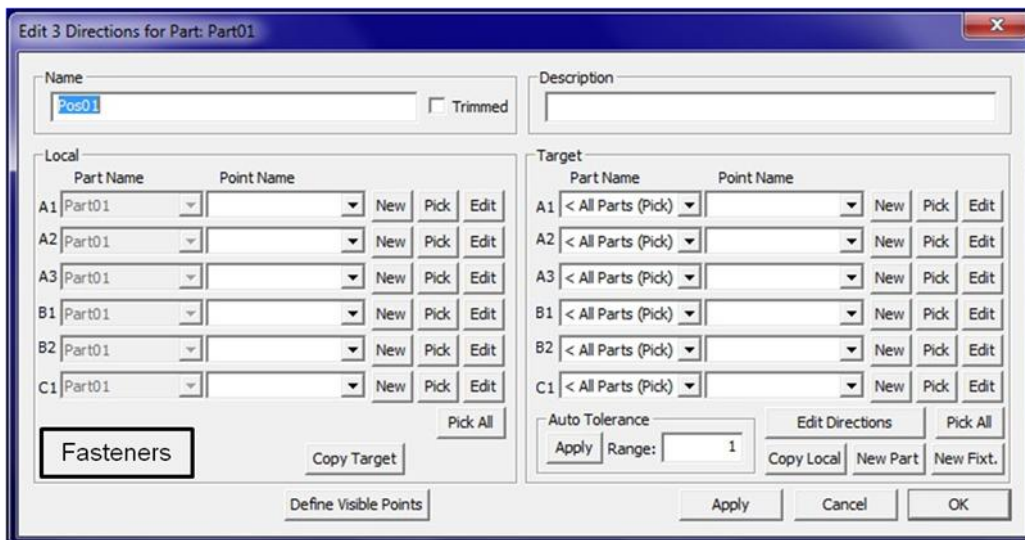 Edit 3 Directions for Part: Part01
Name
Pos01 Trimmed
Description
Local
Part Name Point Name
A1 Part01 New Pick Edit
A2 Part01 New Pick Edit
A3 Part01 New Pick Edit
B1 Part01 New Pick Edit
B2 Part01 New Pick Edit
C1 Part01 New Pick Edit
Pick All
Fasteners
Copy Target
Target
Part Name Point Name
A1 < All Parts (Pick) New Pick Edit
A2 < All Parts (Pick) New Pick Edit
A3 < All Parts (Pick) New Pick Edit
B1 < All Parts (Pick) New Pick Edit
B2 < All Parts (Pick) New Pick Edit
C1 < All Parts (Pick) New Pick Edit
Auto Tolerance
Apply Range: 1
Edit Directions Pick All
Copy Local New Part New Fixt.
Define Visible Points
Apply Cancel OK